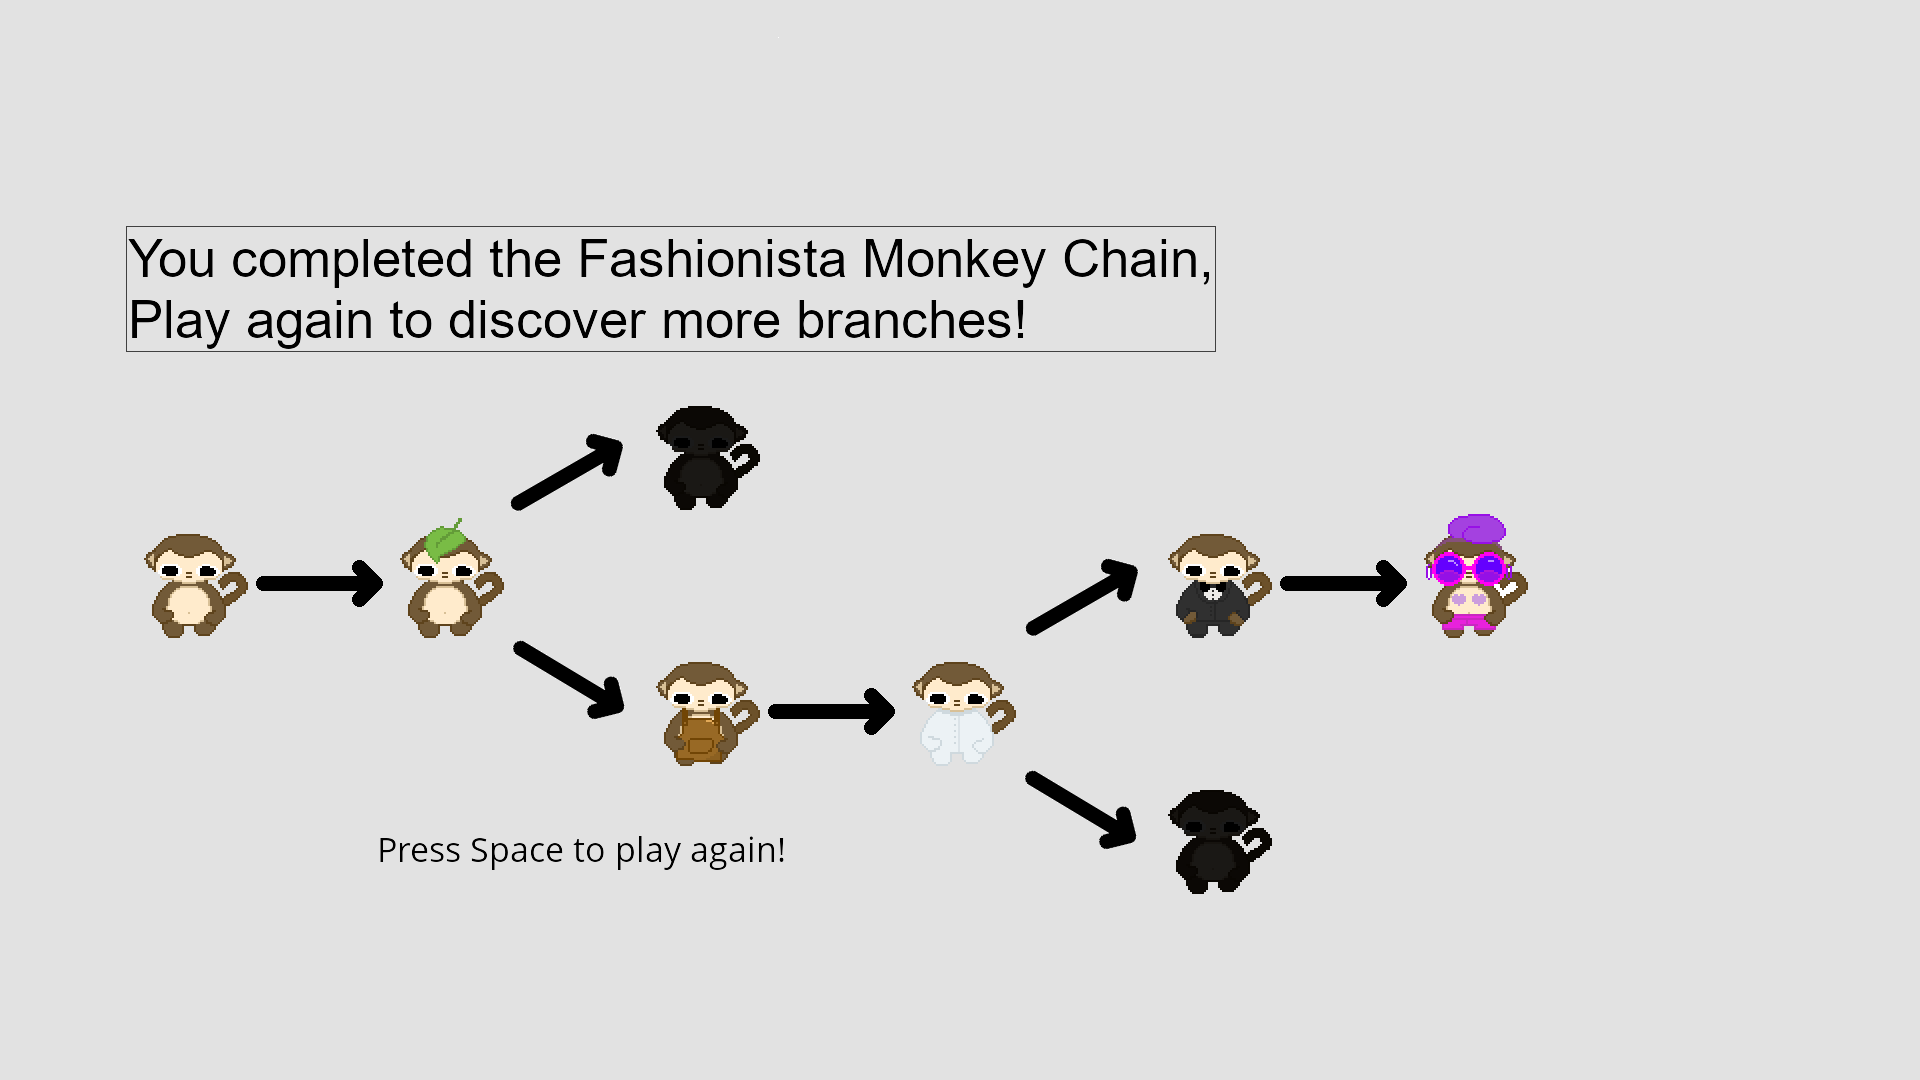 You completed the Fashionista Monkey Chain,
Play again to discover more branches!
Press Space to play again!